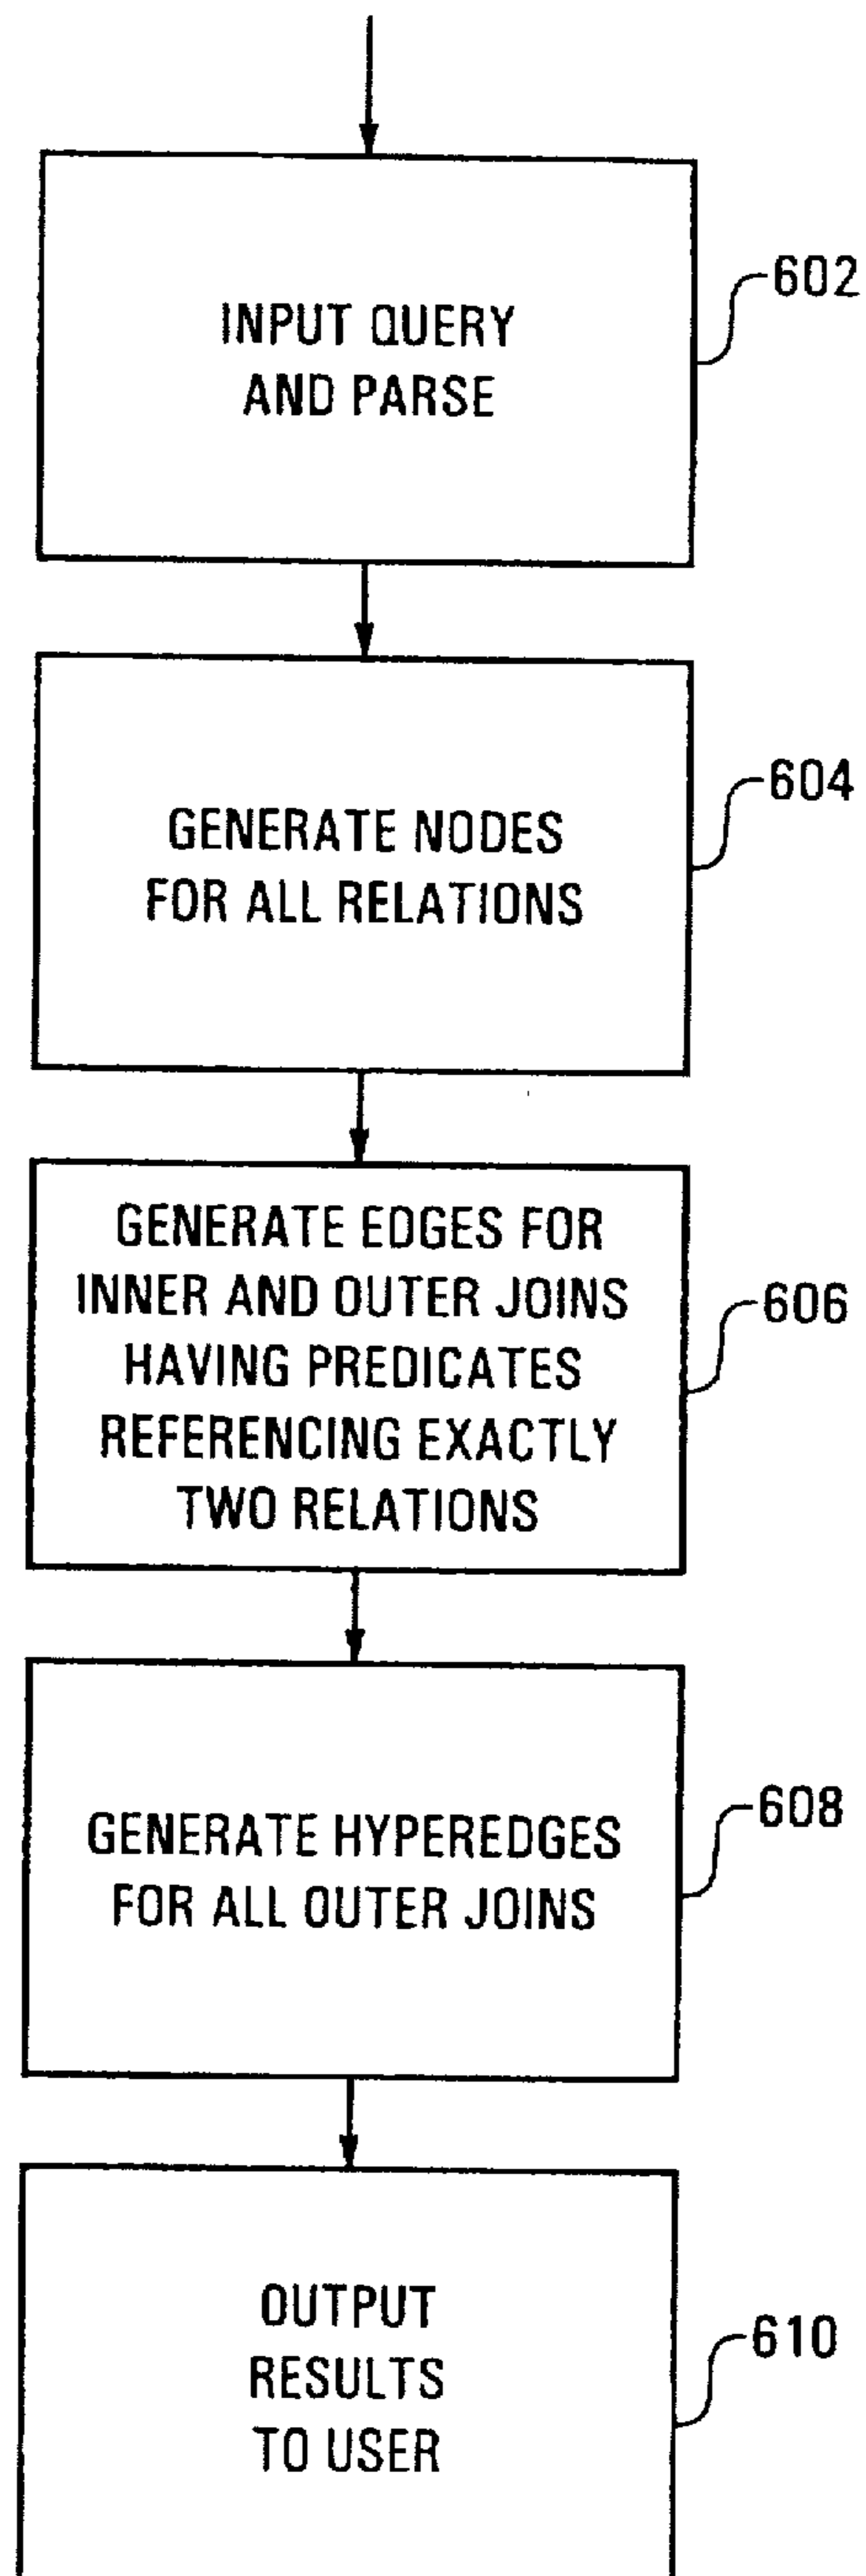 INPUT QUERY
AND PARSE
602
GENERATE NODES
FOR ALL RELATIONS
604
GENERATE EDGES FOR
INNER AND OUTER JOINS
HAVING PREDICATES
REFERENCING EXACTLY
TWO RELATIONS
606
GENERATE HYPEREDGES
FOR ALL OUTER JOINS
608
OUTPUT
RESULTS
TO USER
610